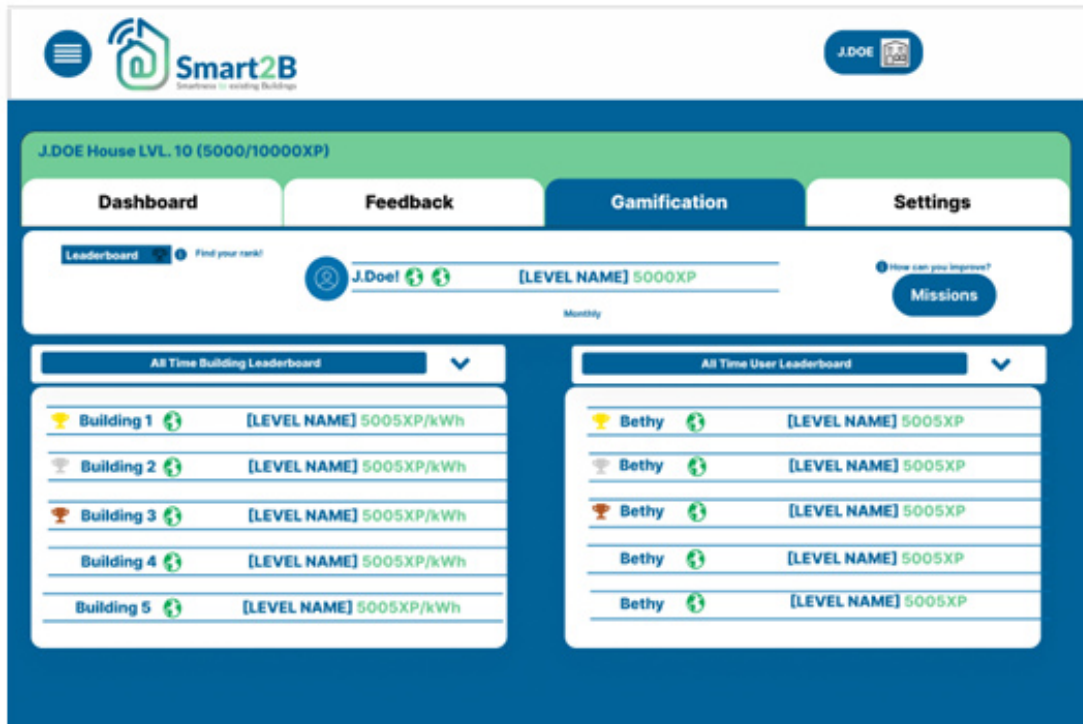 Smart2B
Smartness to existing Buildings
J.DOE
J.DOE House LVL. 10 (5000/10000XP)
Dashboard
Feedback
Gamification
Settings
Leaderboard
Find your rank!
J.Doe!
[LEVEL NAME] 5000XP
Monthly
How can you improve?
Missions
All Time Building Leaderboard
Building 1 [LEVEL NAME] 5005XP/kWh
Building 2 [LEVEL NAME] 5005XP/kWh
Building 3 [LEVEL NAME] 5005XP/kWh
Building 4 [LEVEL NAME] 5005XP/kWh
Building 5 [LEVEL NAME] 5005XP/kWh
All Time User Leaderboard
Bethy [LEVEL NAME] 5005XP
Bethy [LEVEL NAME] 5005XP
Bethy [LEVEL NAME] 5005XP
Bethy [LEVEL NAME] 5005XP
Bethy [LEVEL NAME] 5005XP